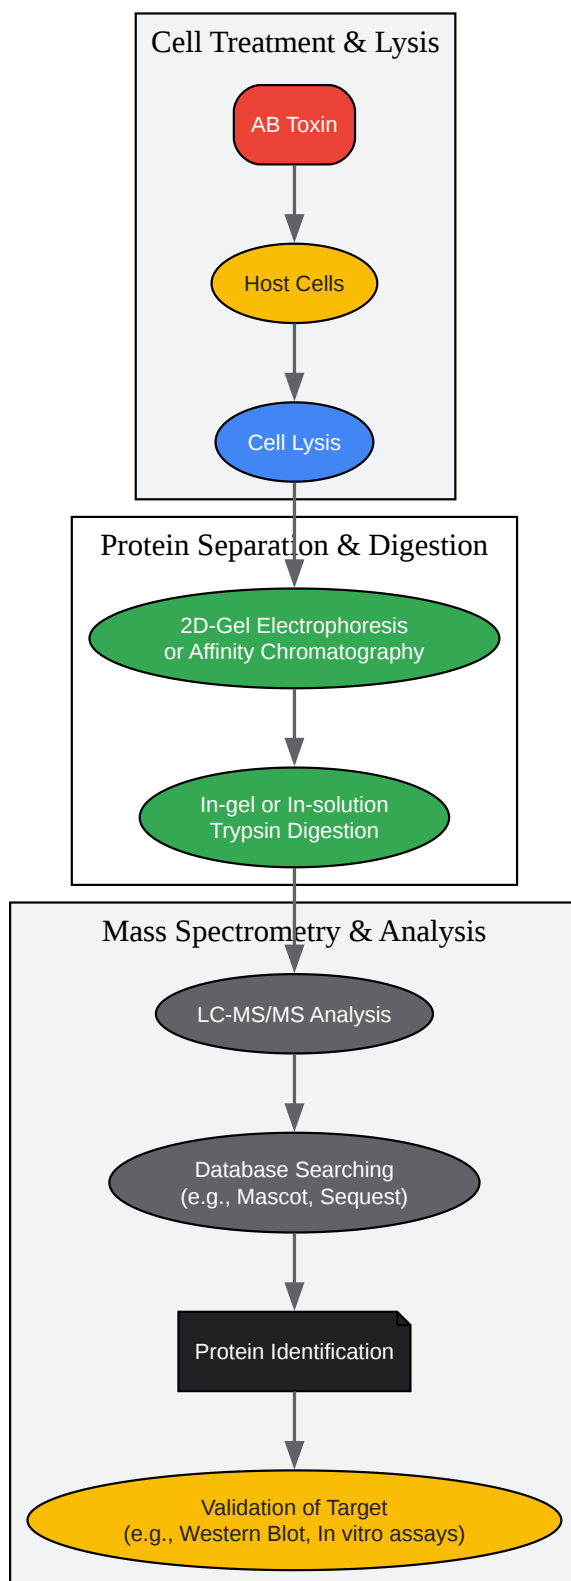 Cell Treatment & Lysis
AB Toxin
Host Cells
Cell Lysis
Protein Separation & Digestion
2D-Gel Electrophoresis
or Affinity Chromatography
In-gel or In-solution
Trypsin Digestion
Mass Spectrometry & Analysis
LC-MS/MS Analysis
Database Searching
(e.g., Mascot, Sequest)
Protein Identification
Validation of Target
(e.g., Western Blot, In vitro assays)